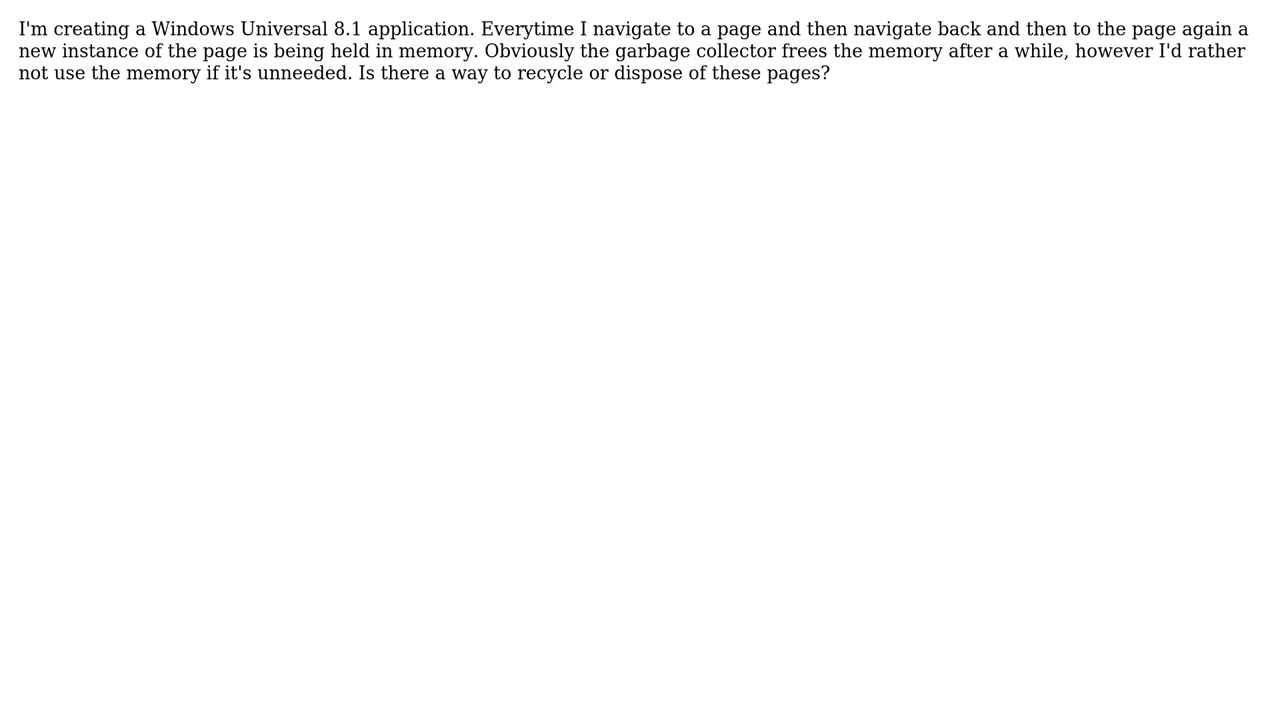 I'm creating a Windows Universal 8.1 application. Everytime I navigate to a page and then navigate back and then to the page again a
new instance of the page is being held in memory. Obviously the garbage collector frees the memory after a while, however I'd rather
not use the memory if it's unneeded. Is there a way to recycle or dispose of these pages?